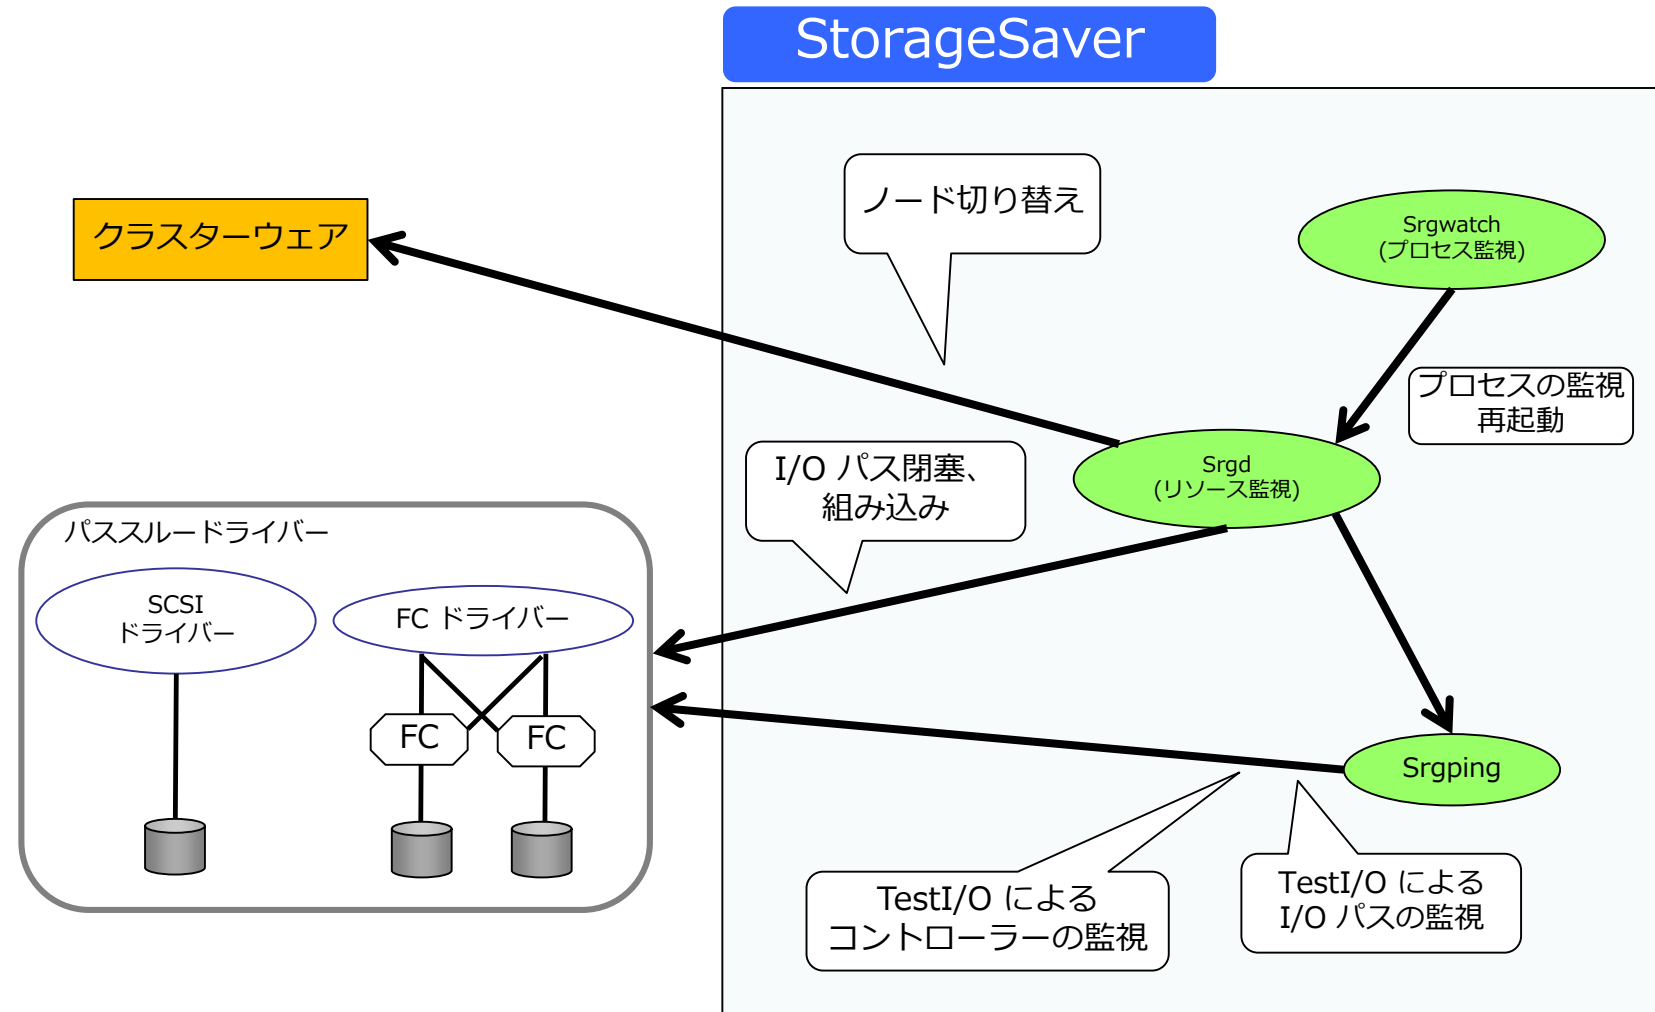 StorageSaver
ノード切り替え
Srgwatch
(プロセス監視)
クラスターウェア
プロセスの監視
再起動
I/O パス閉塞、
組み込み
Srgd
(リソース監視)
パススルードライバー
SCSI
ドライバー
FC ドライバー
FC
FC
Srgping
TestI/O による
コントローラーの監視
TestI/O による
I/O パスの監視